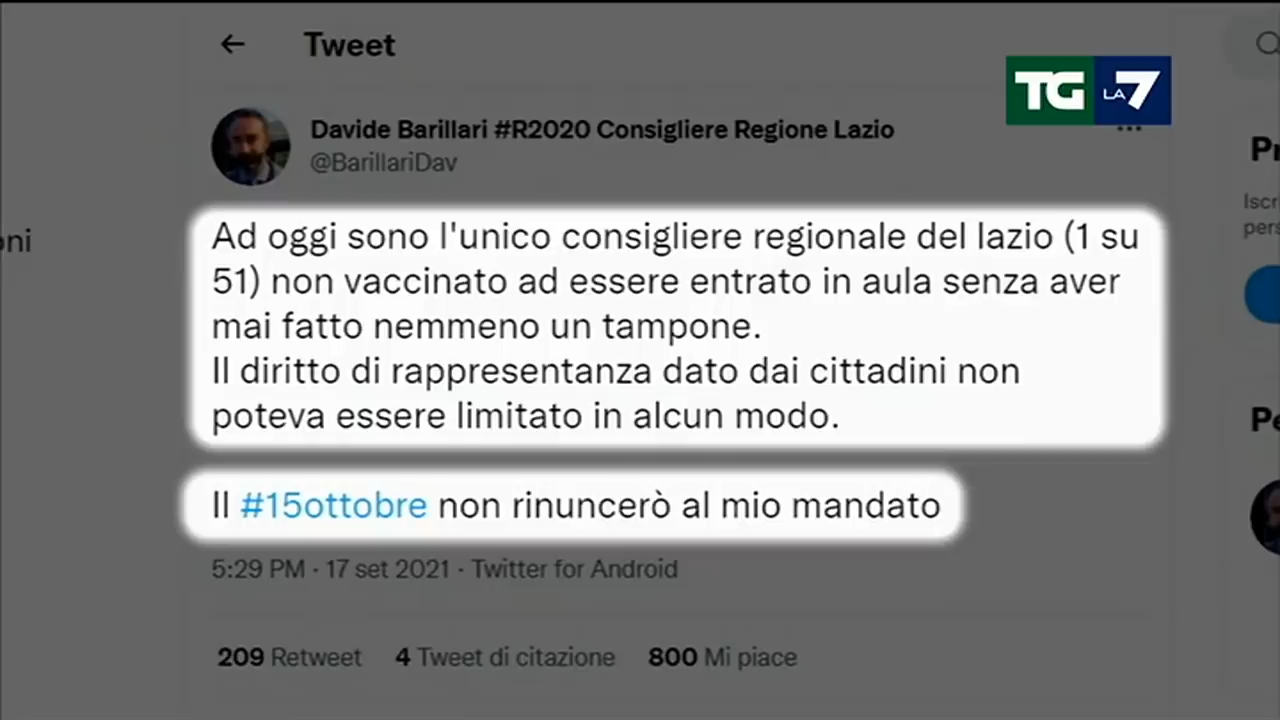 Tweet
TG LA7
Davide Barillari #R2020 Consigliere Regione Lazio
@BarillariDav
Ad oggi sono l'unico consigliere regionale del lazio (1 su
51) non vaccinato ad essere entrato in aula senza aver
mai fatto nemmeno un tampone.
Il diritto di rappresentanza dato dai cittadini non
poteva essere limitato in alcun modo.
Il #15ottobre non rinuncerò al mio mandato
5:29 PM · 17 set 2021 · Twitter for Android
209 Retweet 4 Tweet di citazione 800 Mi piace